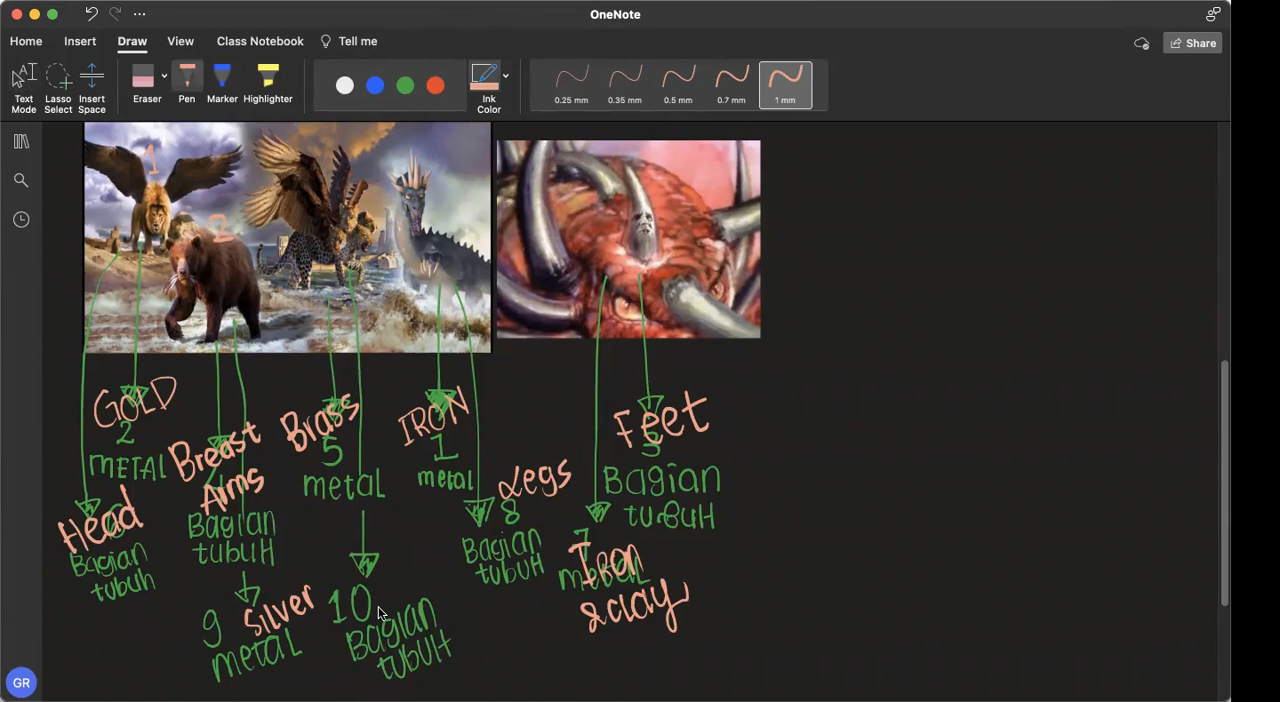 OneNote
Home Insert Draw View Class Notebook Tell me
Share
Text Mode
Lasso Select
Insert Space
Eraser
Pen
Marker
Highlighter
Ink Color
0.25 mm
0.35 mm
0.5 mm
0.7 mm
1 mm
1
2
GOLD
2
METAL
Head
Bagian
tubuh
Breast
Arms
Bagian
tubuH
9 Silver
metal
Brass
5
metal
10
Bagian
tubuH
IRON
1
metal
Legs
8
Bagian
tubuH
Feet
3
Bagian
tubuH
7
Iron
metal
& clay
GR